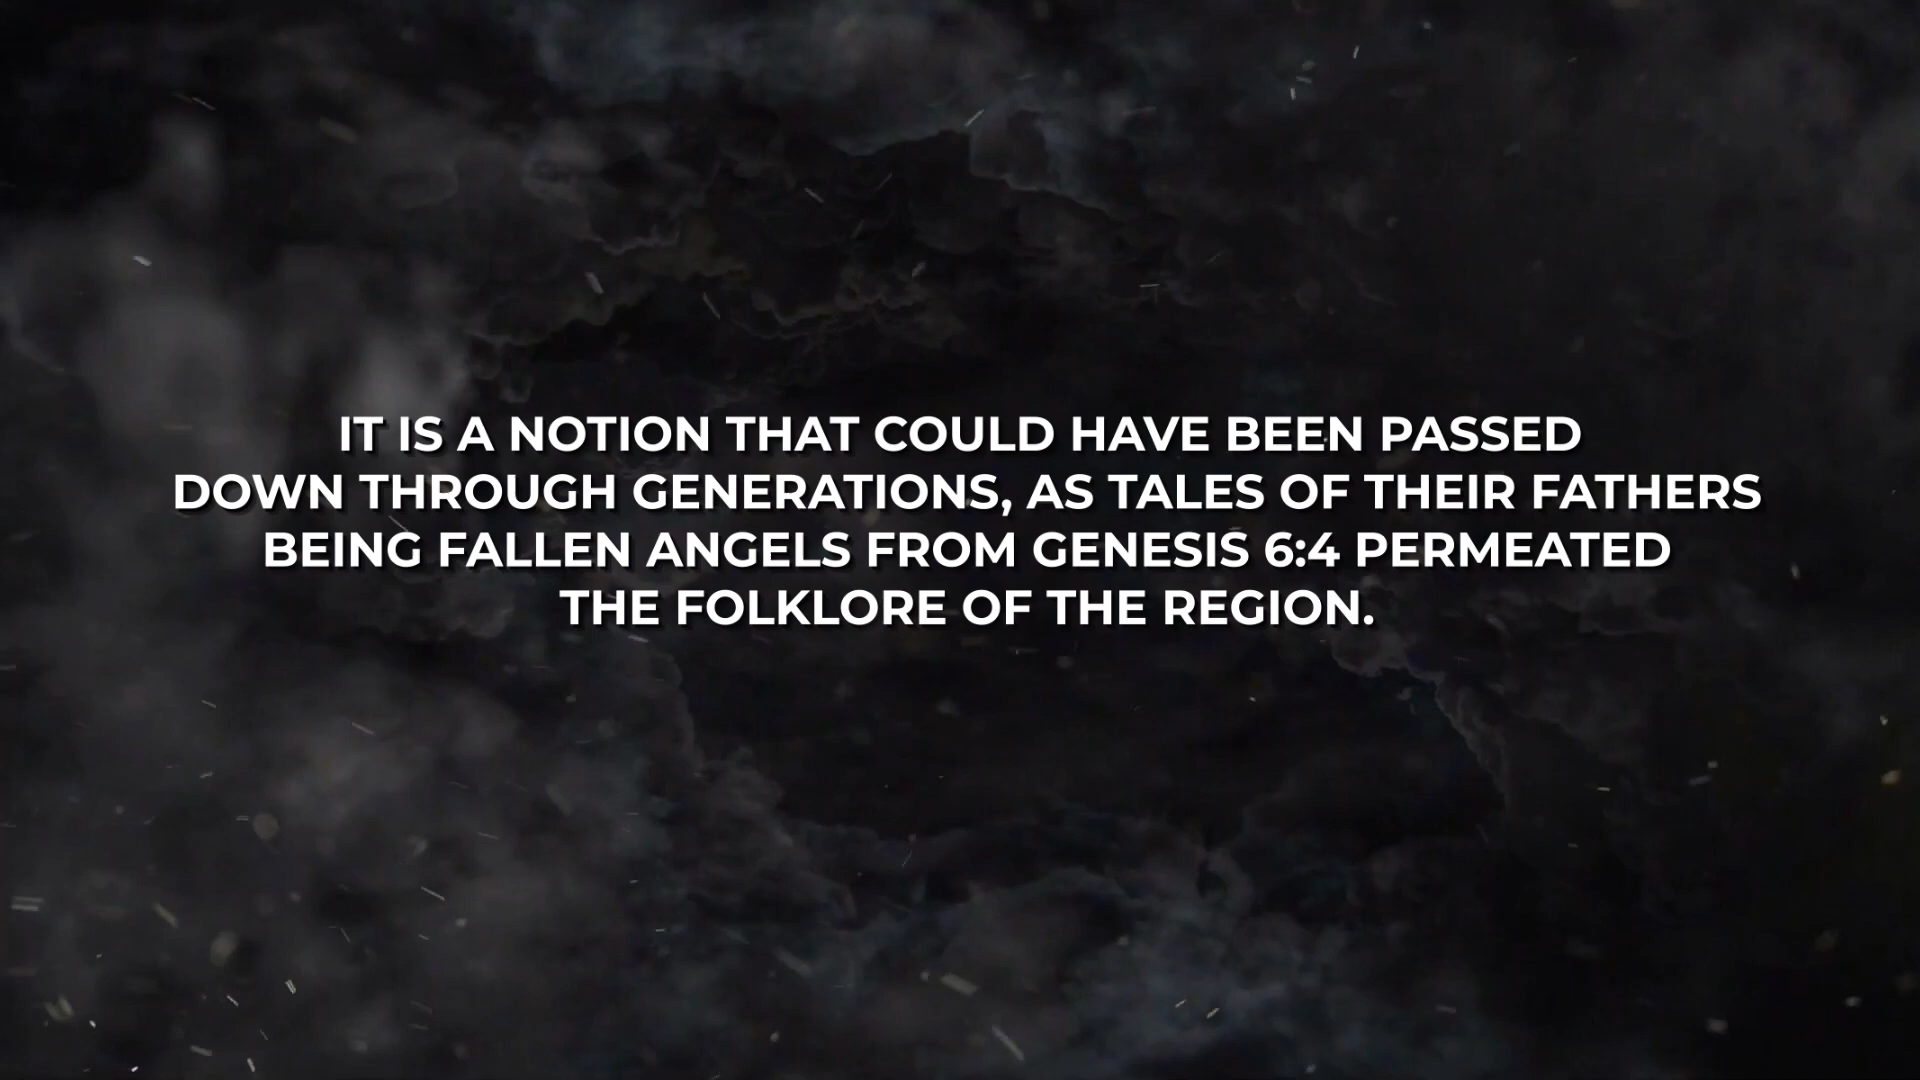 IT IS A NOTION THAT COULD HAVE BEEN PASSED
DOWN THROUGH GENERATIONS, AS TALES OF THEIR FATHERS
BEING FALLEN ANGELS FROM GENESIS 6:4 PERMEATED
THE FOLKLORE OF THE REGION.